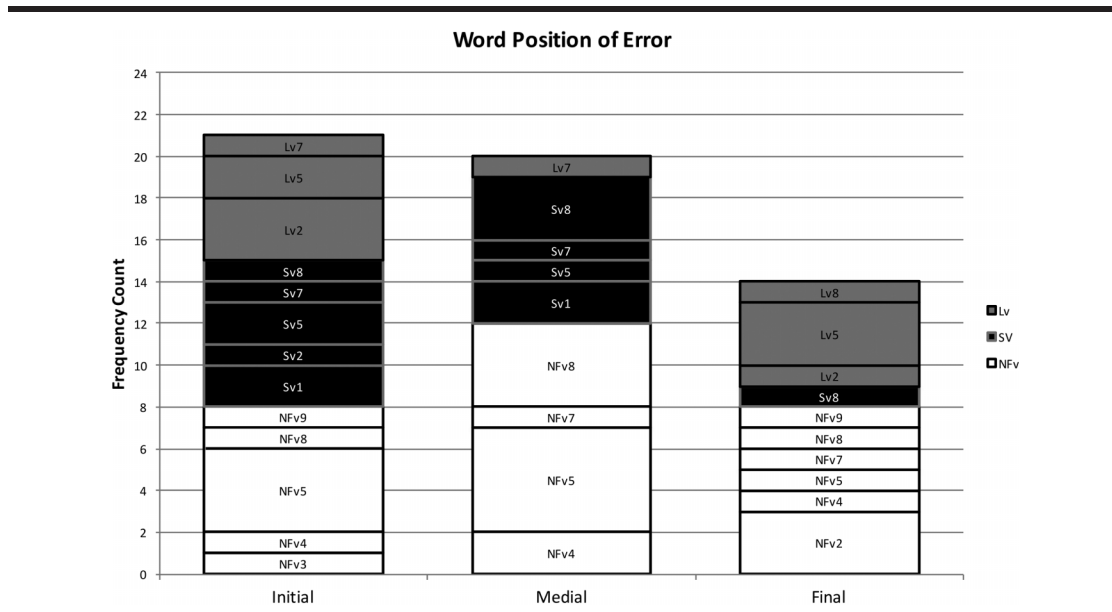 Word Position of Error
24
22
20
18
16
14
12
10
8
6
4
2
0
Frequency Count
Lv7
Lv5
Lv2
Sv8
Sv7
Sv5
Sv2
Sv1
NFv9
NFv8
NFv5
NFv4
NFv3
Lv7
Sv8
Sv7
Sv5
Sv1
NFv8
NFv7
NFv5
NFv4
Lv8
Lv5
Lv2
Sv8
NFv9
NFv8
NFv7
NFv5
NFv4
NFv2
Initial
Medial
Final
Lv
SV
NFv